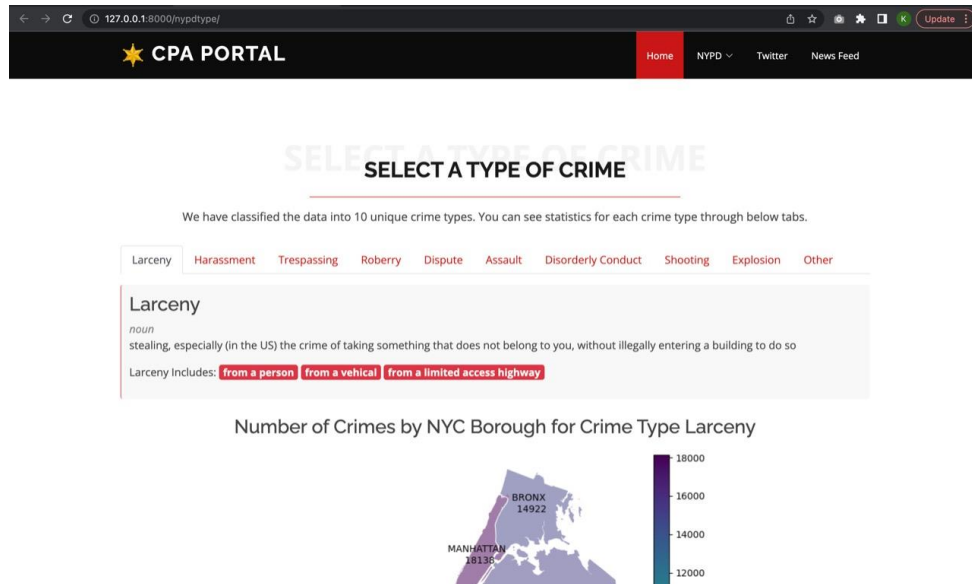 127.0.0.1:8000/nypdtype/
K Update
CPA PORTAL
Home NYPD Twitter News Feed
SELECT A TYPE OF CRIME
SELECT A TYPE OF CRIME
We have classified the data into 10 unique crime types. You can see statistics for each crime type through below tabs.
Larceny Harassment Trespassing Roberry Dispute Assault Disorderly Conduct Shooting Explosion Other
Larceny
noun
stealing, especially (in the US) the crime of taking something that does not belong to you, without illegally entering a building to do so
Larceny Includes: from a person from a vehical from a limited access highway
Number of Crimes by NYC Borough for Crime Type Larceny
18000
BRONX
14922
16000
14000
MANHATTAN
18138
12000